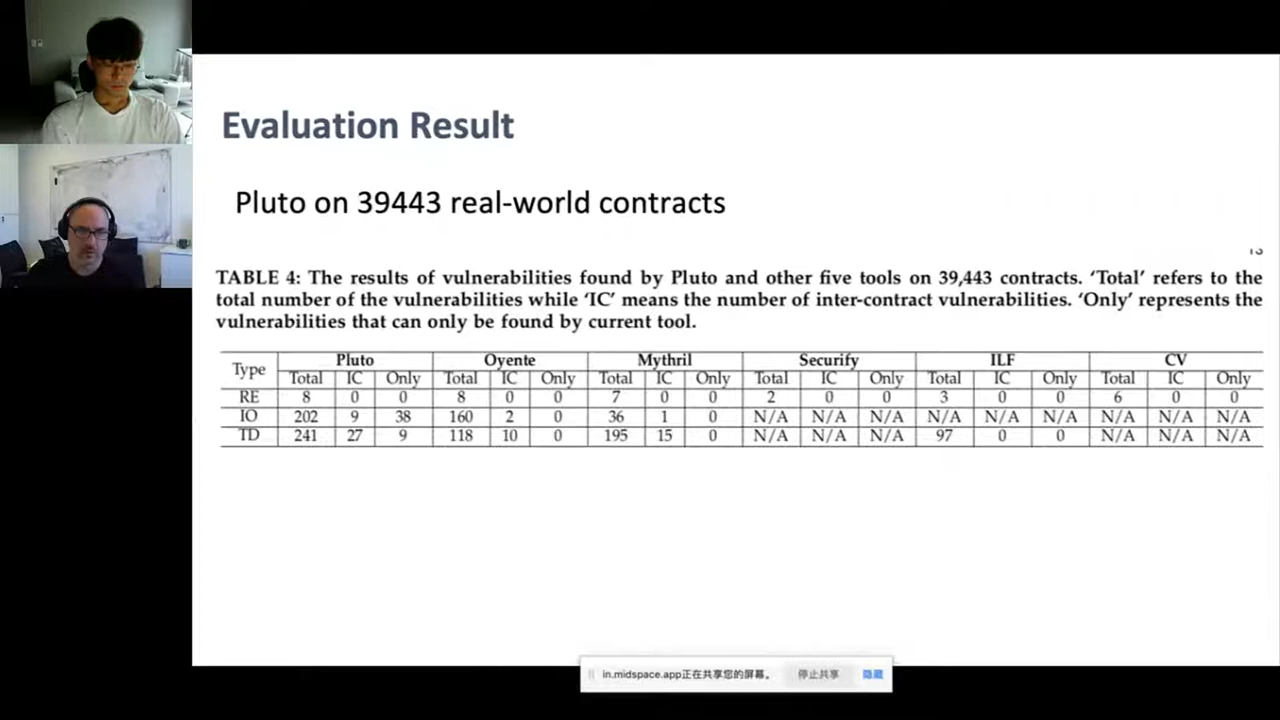 Evaluation Result
Pluto on 39443 real-world contracts
13
TABLE 4: The results of vulnerabilities found by Pluto and other five tools on 39,443 contracts. ‘Total’ refers to the
total number of the vulnerabilities while ‘IC’ means the number of inter-contract vulnerabilities. ‘Only’ represents the
vulnerabilities that can only be found by current tool.
Type Pluto Oyente Mythril Securify ILF CV
Total IC Only Total IC Only Total IC Only Total IC Only Total IC Only Total IC Only
RE 8 0 0 8 0 0 7 0 0 2 0 0 3 0 0 6 0 0
IO 202 9 38 160 2 0 36 1 0 N/A N/A N/A N/A N/A N/A N/A N/A N/A
TD 241 27 9 118 10 0 195 15 0 N/A N/A N/A 97 0 0 N/A N/A N/A
in.midspace.app正在共享您的屏幕。 停止共享 隐藏